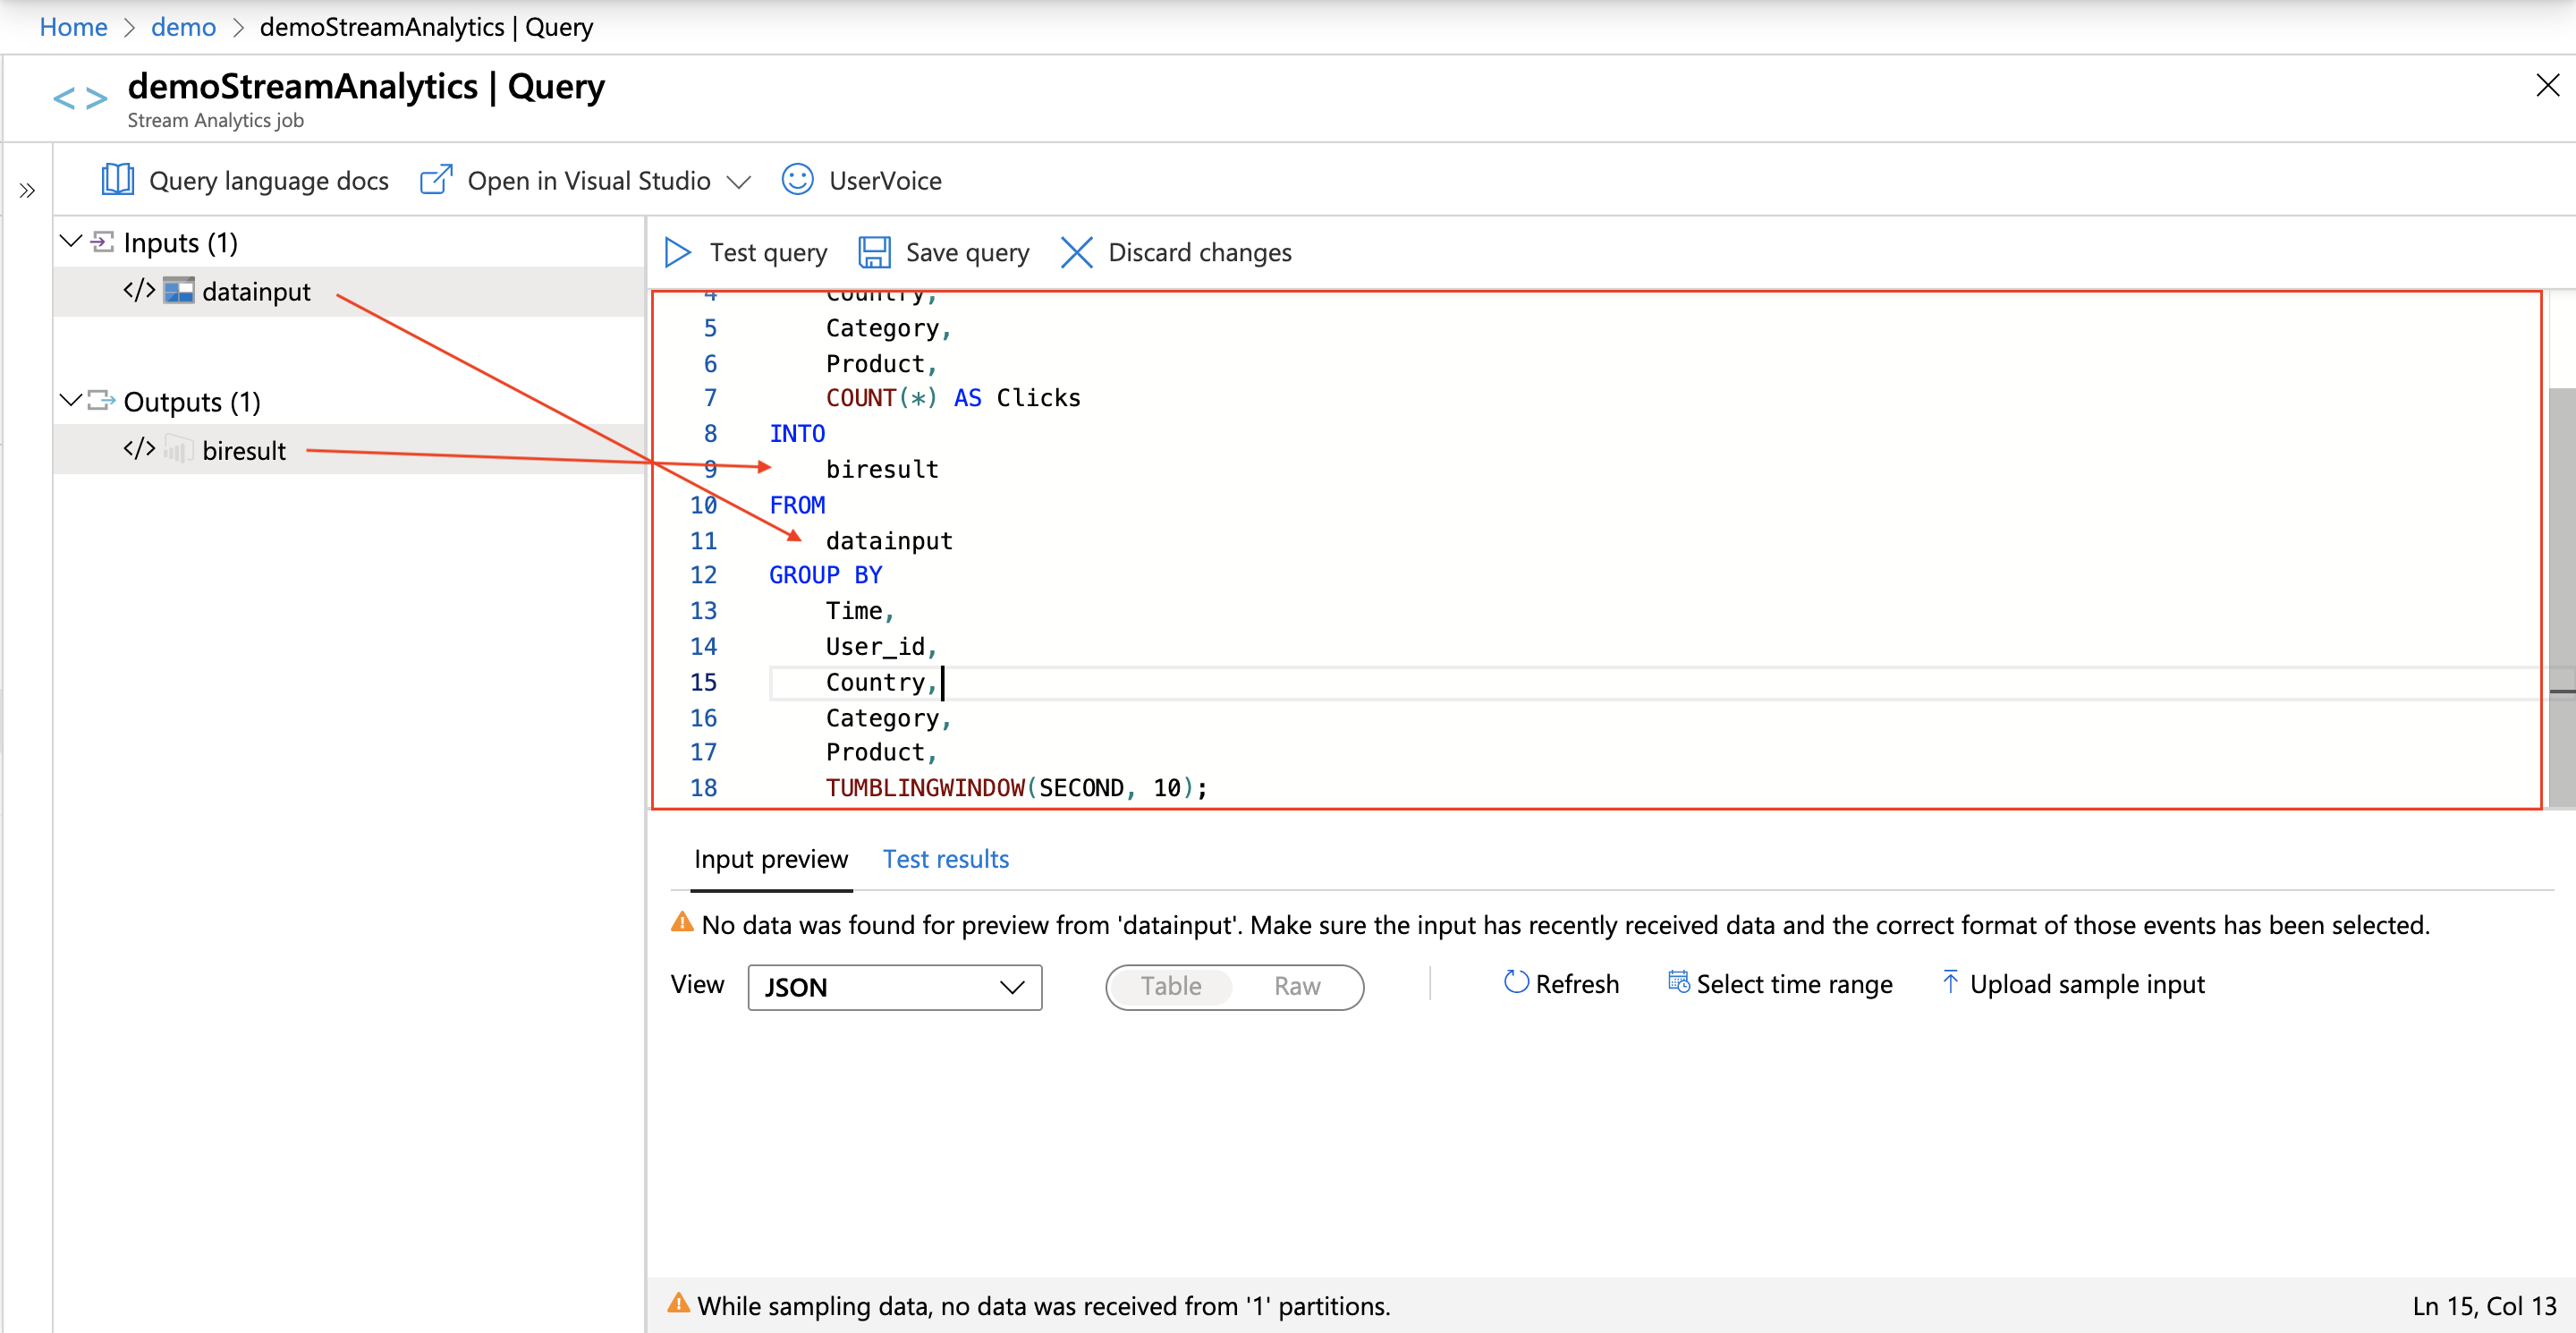 Home > demo > demoStreamAnalytics | Query
demoStreamAnalytics | Query
Stream Analytics job
Query language docs Open in Visual Studio UserVoice
Inputs (1)
</> datainput
Outputs (1)
</> biresult
Test query Save query Discard changes
4 Country,
5 Category,
6 Product,
7 COUNT(*) AS Clicks
8 INTO
9 biresult
10 FROM
11 datainput
12 GROUP BY
13 Time,
14 User_id,
15 Country,
16 Category,
17 Product,
18 TUMBLINGWINDOW(SECOND, 10);
Input preview Test results
No data was found for preview from 'datainput'. Make sure the input has recently received data and the correct format of those events has been selected.
View JSON Table Raw Refresh Select time range Upload sample input
While sampling data, no data was received from '1' partitions. Ln 15, Col 13